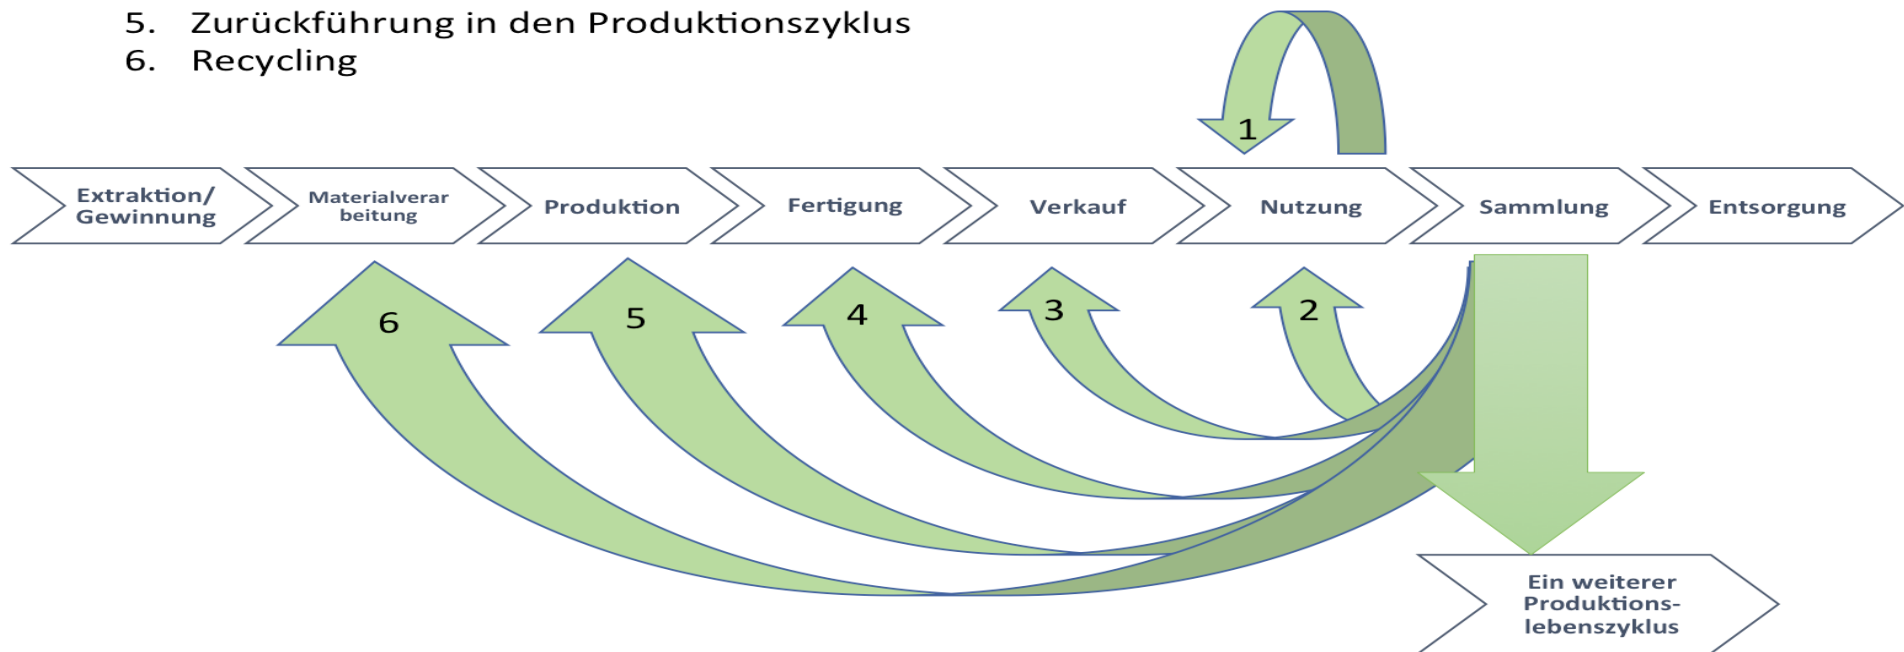 5. Zurückführung in den Produktionszyklus
6. Recycling
1
Extraktion/
Gewinnung
Materialverar
beitung
Produktion
Fertigung
Verkauf
Nutzung
Sammlung
Entsorgung
6
5
4
3
2
Ein weiterer
Produktions-
lebenszyklus